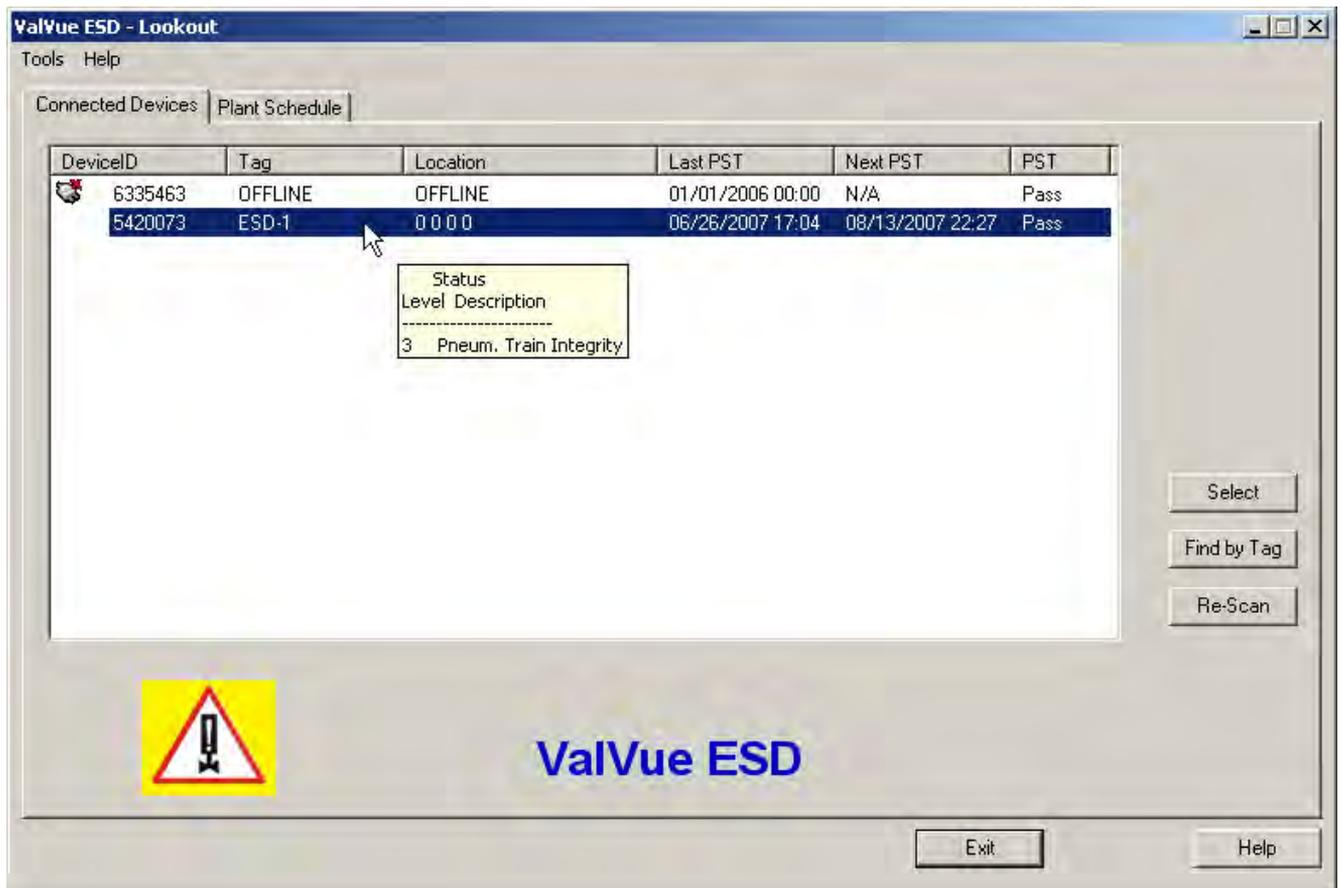 ValVue ESD - Lookout
Tools Help
Connected Devices Plant Schedule
DeviceID Tag Location Last PST Next PST PST
6335463 OFFLINE OFFLINE 01/01/2006 00:00 N/A Pass
5420073 ESD-1 0 0 0 0 06/26/2007 17:04 08/13/2007 22:27 Pass
Status
Level Description
----------------------
3 Pneum. Train Integrity
Select
Find by Tag
Re-Scan
ValVue ESD
Exit Help